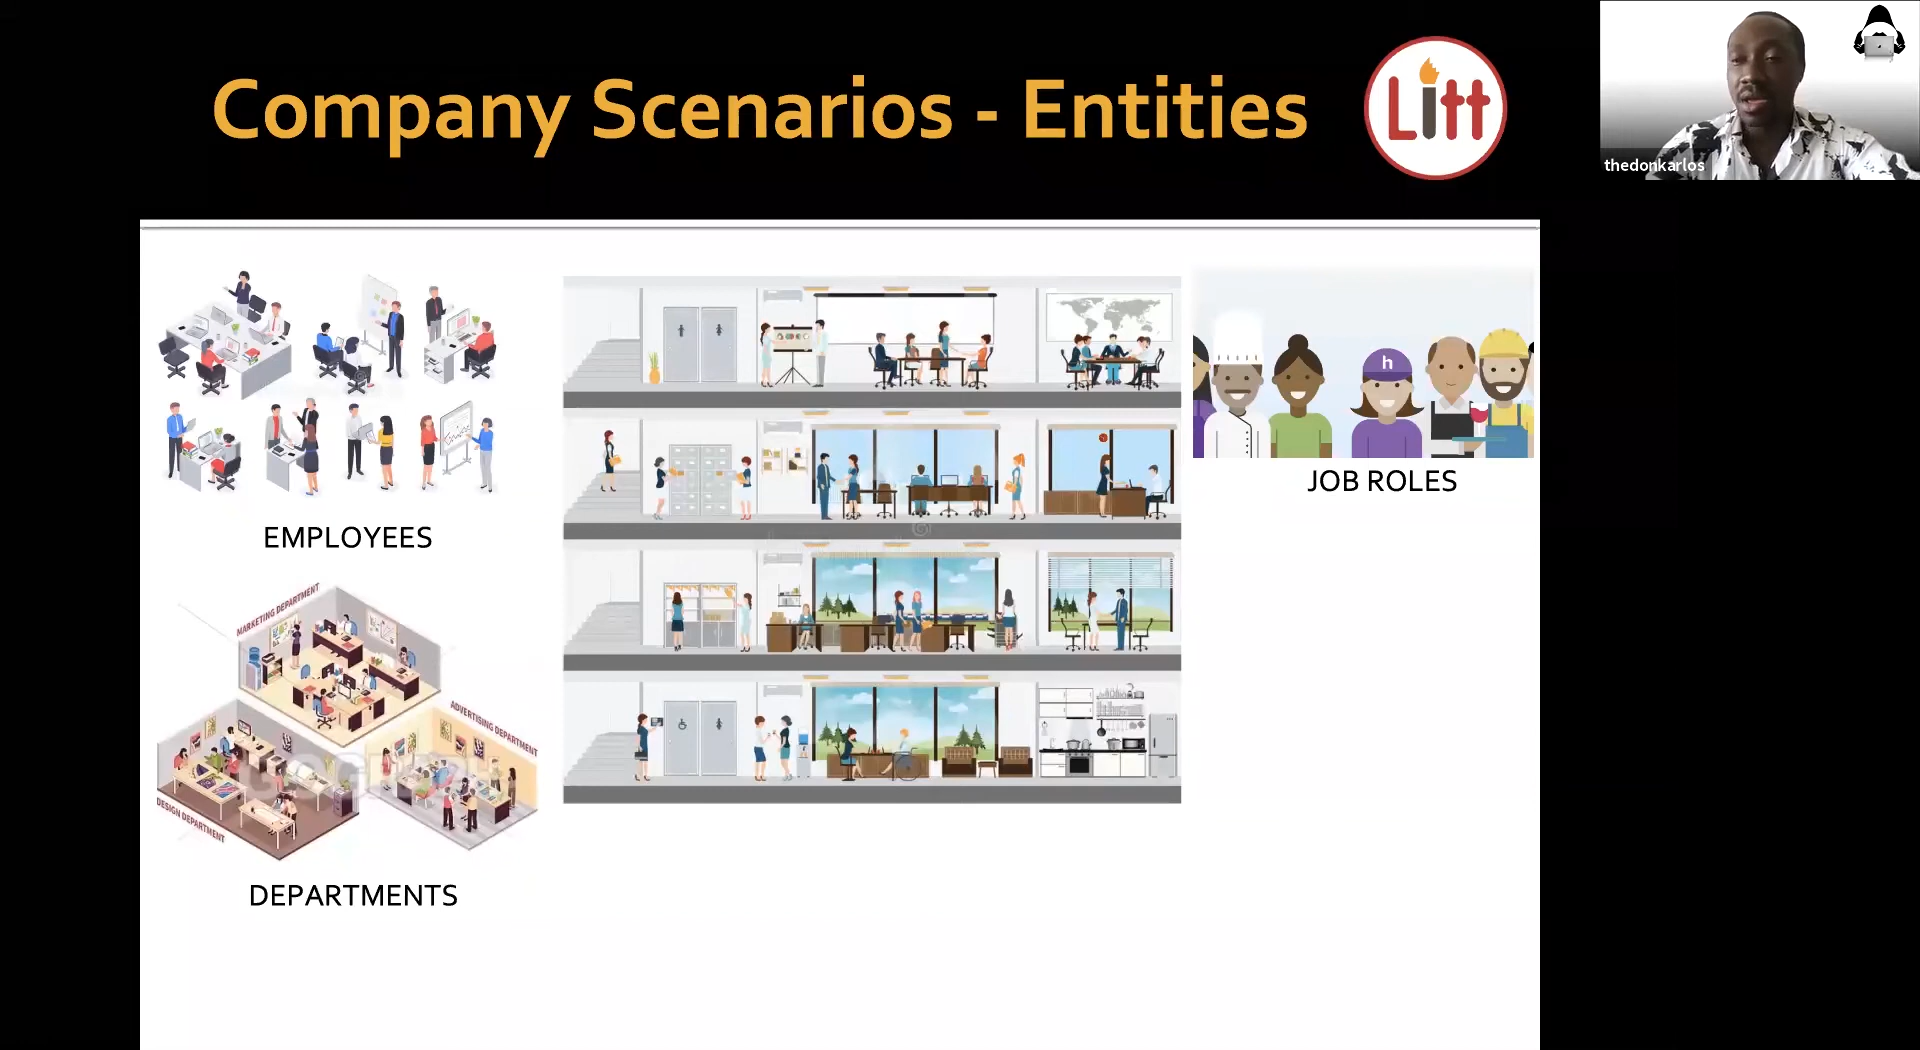 Company Scenarios - Entities
Litt
thedonkarlos
h
JOB ROLES
EMPLOYEES
MARKETING DEPARTMENT
ADVERTISING DEPARTMENT
DESIGN DEPARTMENT
DEPARTMENTS